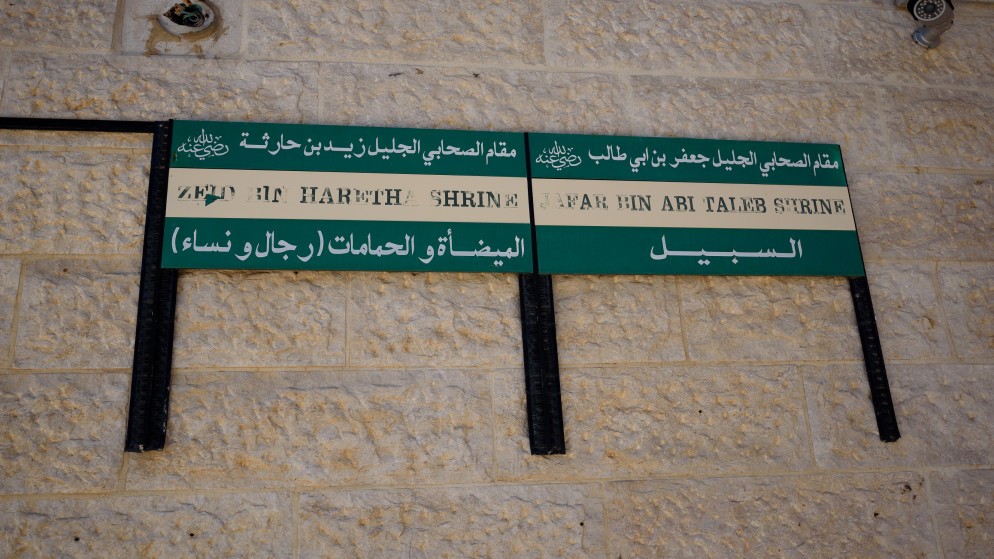 مقام الصحابي الجليل جعفر بن ابي طالب رضي الله عنه
JAFAR BIN ABI TALEB SHRINE
السبيل
مقام الصحابي الجليل زيد بن حارثة رضي الله عنه
ZEID BIN HARETHA SHRINE
الميضأة و الحمامات (رجال و نساء)